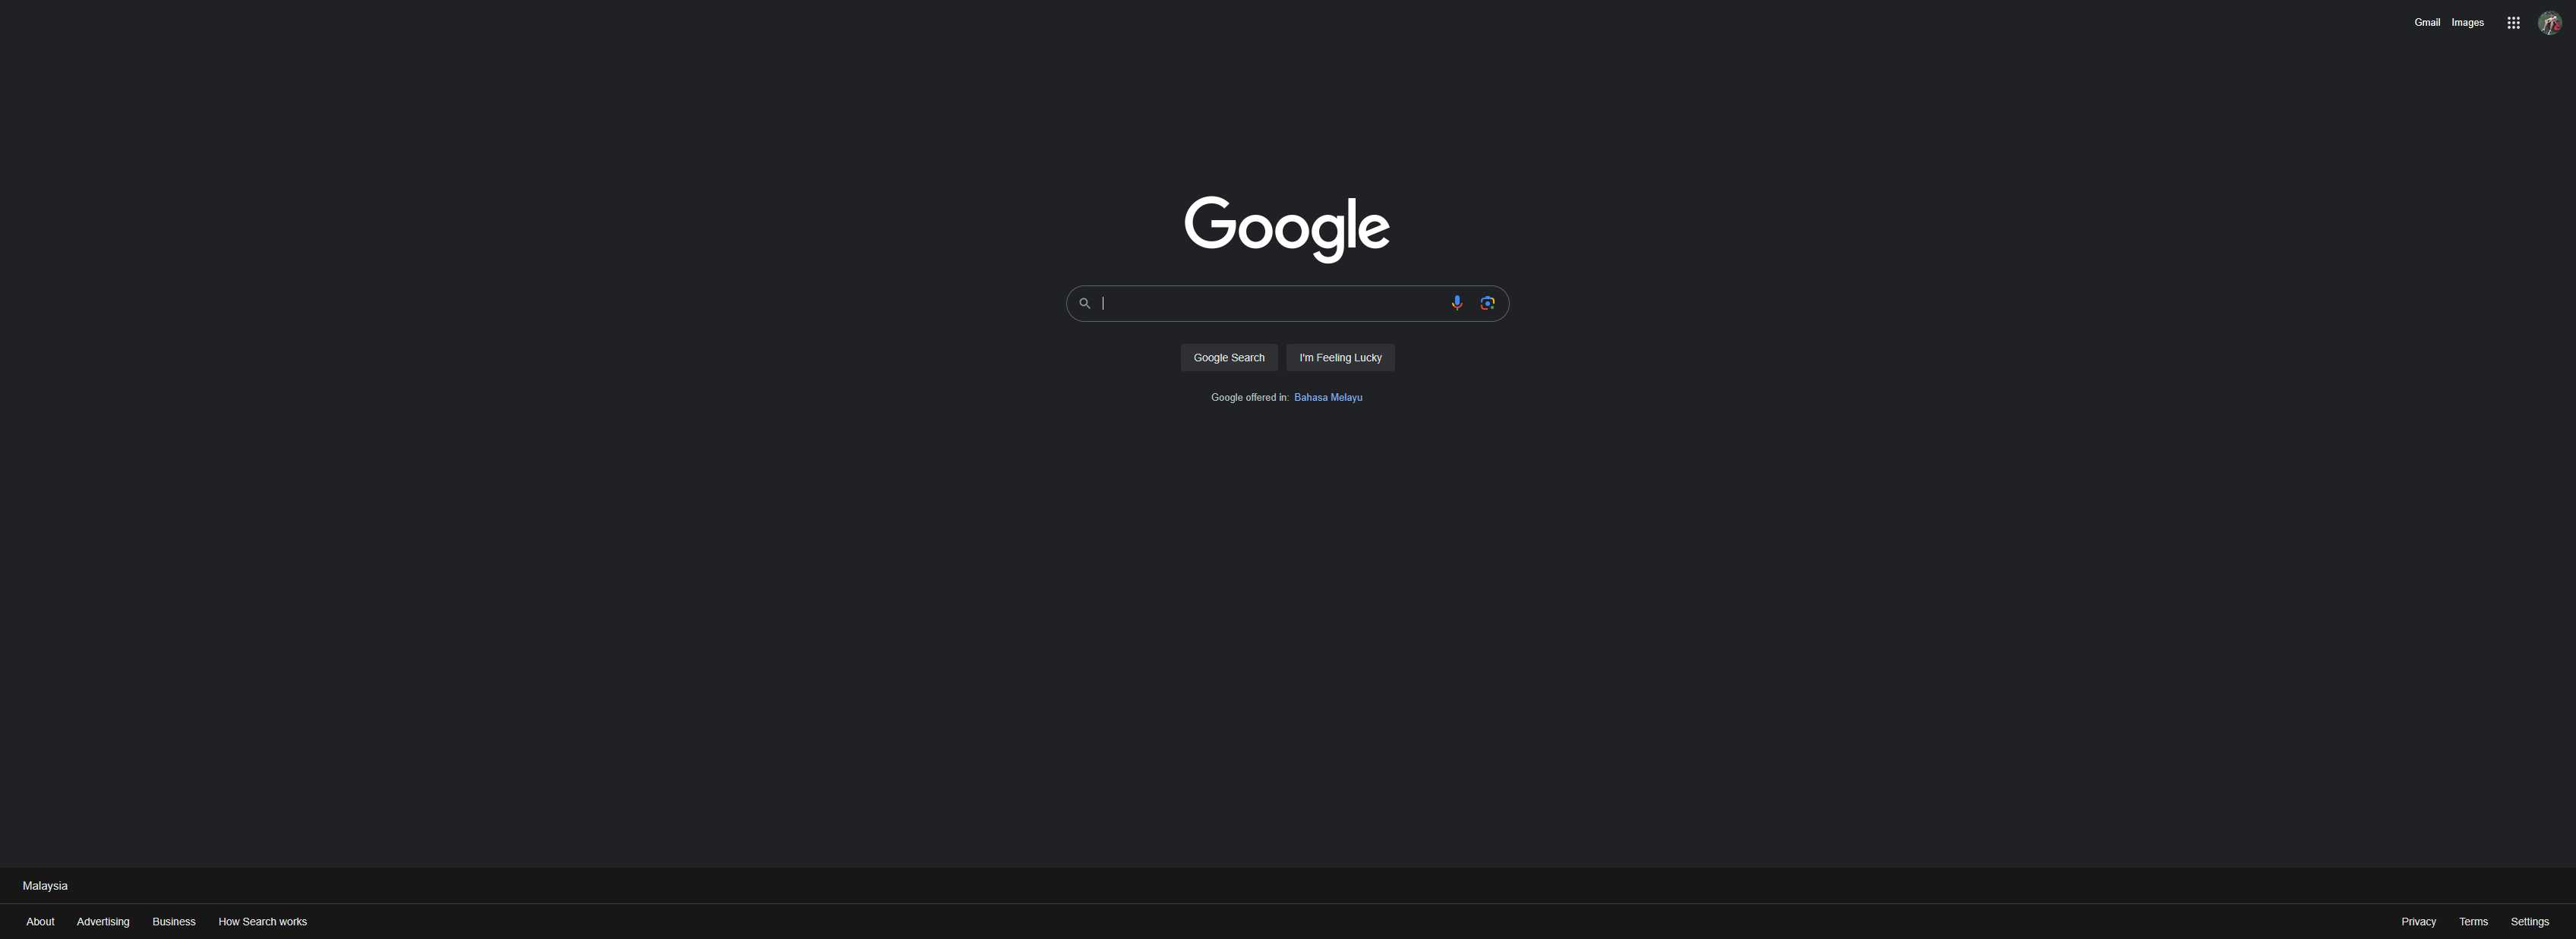 Gmail Images
Google
Google Search I'm Feeling Lucky
Google offered in: Bahasa Melayu
Malaysia
About Advertising Business How Search works Privacy Terms Settings